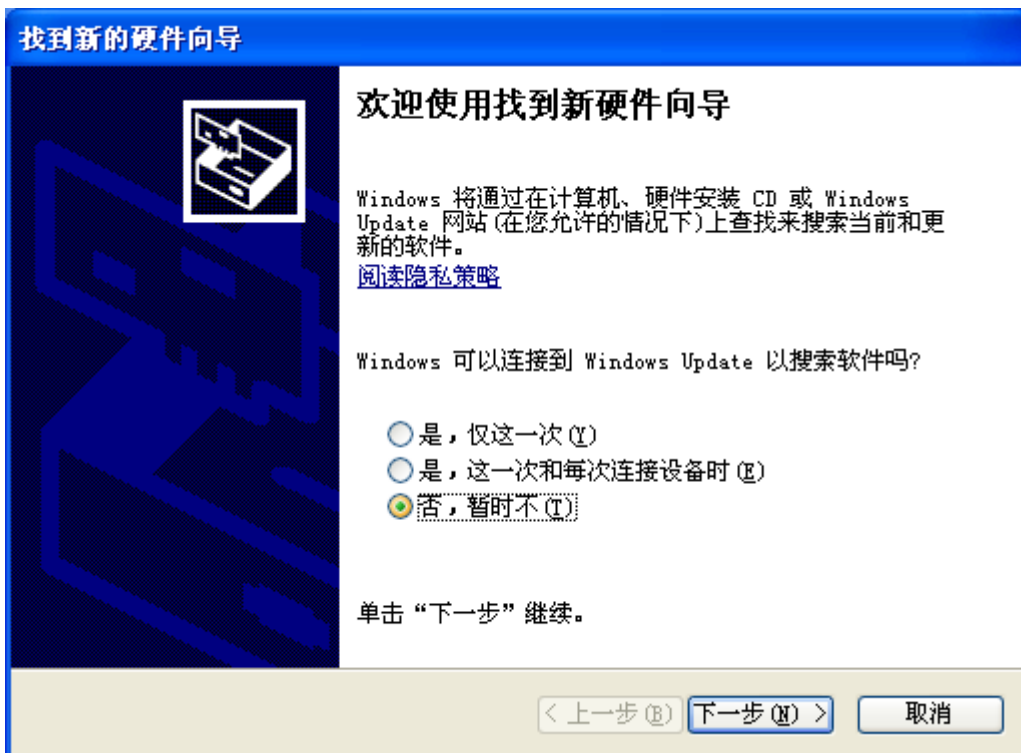 找到新的硬件向导
欢迎使用找到新硬件向导
Windows 将通过在计算机、硬件安装 CD 或 Windows
Update 网站(在您允许的情况下)上查找来搜索当前和更
新的软件。
阅读隐私策略
Windows 可以连接到 Windows Update 以搜索软件吗?
是，仅这一次(Y)
是，这一次和每次连接设备时(E)
否，暂时不(T)
单击“下一步”继续。
< 上一步(B) 下一步(N) > 取消